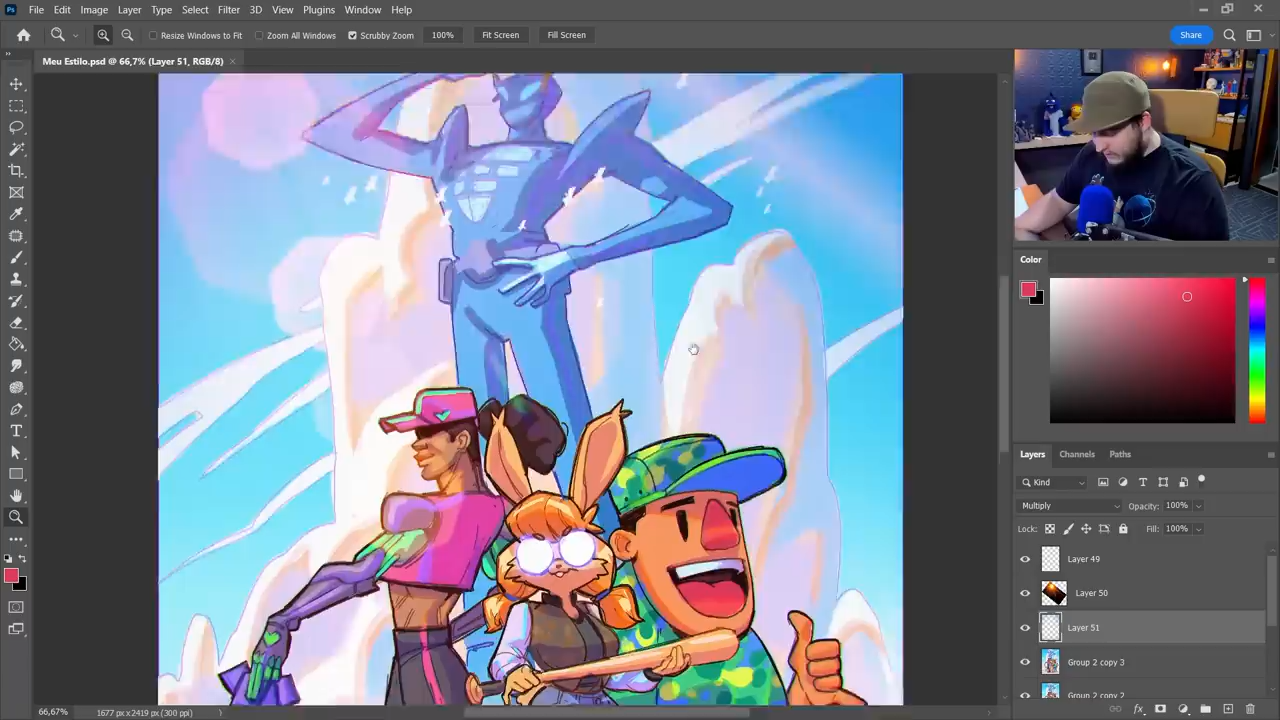 Ps File Edit Image Layer Type Select Filter 3D View Plugins Window Help
Resize Windows to Fit Zoom All Windows Scrubby Zoom 100% Fit Screen Fill Screen Share
Meu Estilo.psd @ 66,7% (Layer 51, RGB/8)
Color
Layers Channels Paths
Kind
Multiply Opacity: 100%
Lock: Fill: 100%
Layer 49
Layer 50
Layer 51
Group 2 copy 3
Group 2 copy 2
66,67% 1677 px x 2419 px (300 ppi)